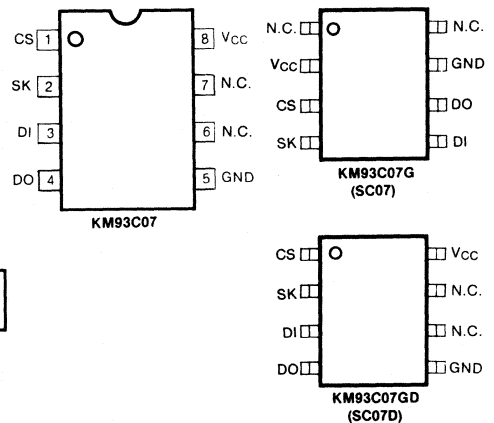 CS 1 8 VCC
SK 2 7 N.C.
DI 3 6 N.C.
DO 4 5 GND
KM93C07
N.C. N.C.
VCC GND
CS DO
SK DI
KM93C07G
(SC07)
CS VCC
SK N.C.
DI N.C.
DO GND
KM93C07GD
(SC07D)